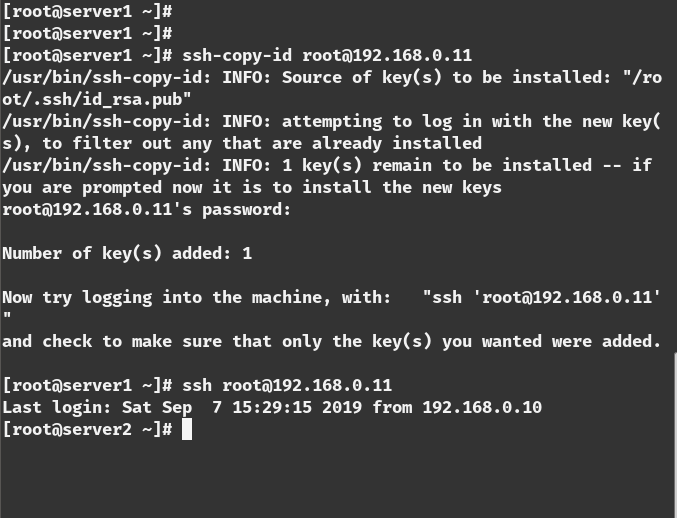 [root@server1 ~]#
[root@server1 ~]#
[root@server1 ~]# ssh-copy-id root@192.168.0.11
/usr/bin/ssh-copy-id: INFO: Source of key(s) to be installed: "/ro
ot/.ssh/id_rsa.pub"
/usr/bin/ssh-copy-id: INFO: attempting to log in with the new key(
s), to filter out any that are already installed
/usr/bin/ssh-copy-id: INFO: 1 key(s) remain to be installed -- if
you are prompted now it is to install the new keys
root@192.168.0.11's password:
Number of key(s) added: 1
Now try logging into the machine, with:   "ssh 'root@192.168.0.11'
"
and check to make sure that only the key(s) you wanted were added.
[root@server1 ~]# ssh root@192.168.0.11
Last login: Sat Sep  7 15:29:15 2019 from 192.168.0.10
[root@server2 ~]#